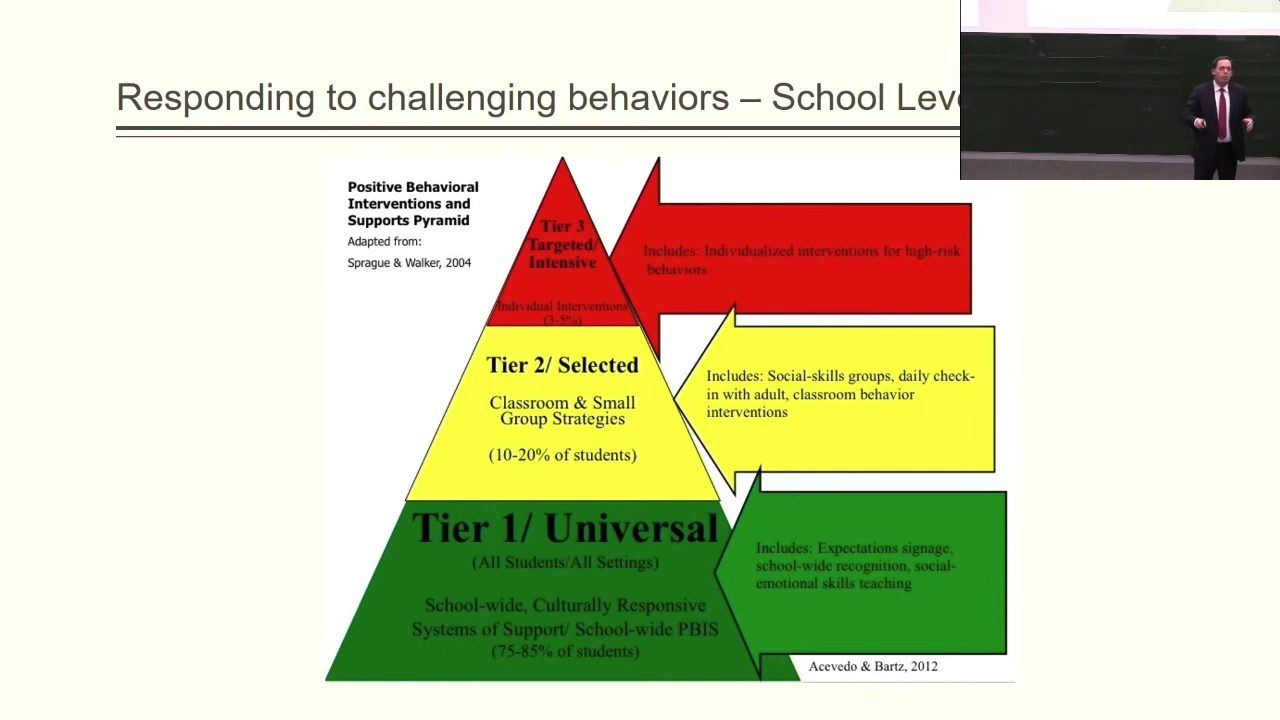 Responding to challenging behaviors – School Leve
Positive Behavioral
Interventions and
Supports Pyramid
Adapted from:
Sprague & Walker, 2004
Tier 3
Targeted/
Intensive
Individual Interventions
(3-5%)
Includes: Individualized interventions for high-risk
behaviors
Tier 2/ Selected
Classroom & Small
Group Strategies
(10-20% of students)
Includes: Social-skills groups, daily check-
in with adult, classroom behavior
interventions
Tier 1/ Universal
(All Students/All Settings)
School-wide, Culturally Responsive
Systems of Support/ School-wide PBIS
(75-85% of students)
Includes: Expectations signage,
school-wide recognition, social-
emotional skills teaching
Acevedo & Bartz, 2012